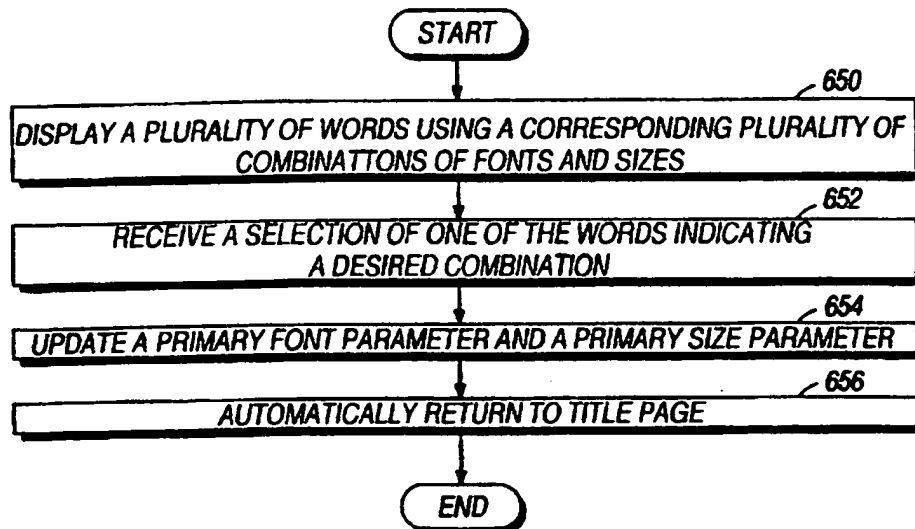 START
650
DISPLAY A PLURALITY OF WORDS USING A CORRESPONDING PLURALITY OF
COMBINATTONS OF FONTS AND SIZES
652
RECEIVE A SELECTION OF ONE OF THE WORDS INDICATING
A DESIRED COMBINATION
654
UPDATE A PRIMARY FONT PARAMETER AND A PRIMARY SIZE PARAMETER
656
AUTOMATICALLY RETURN TO TITLE PAGE
END